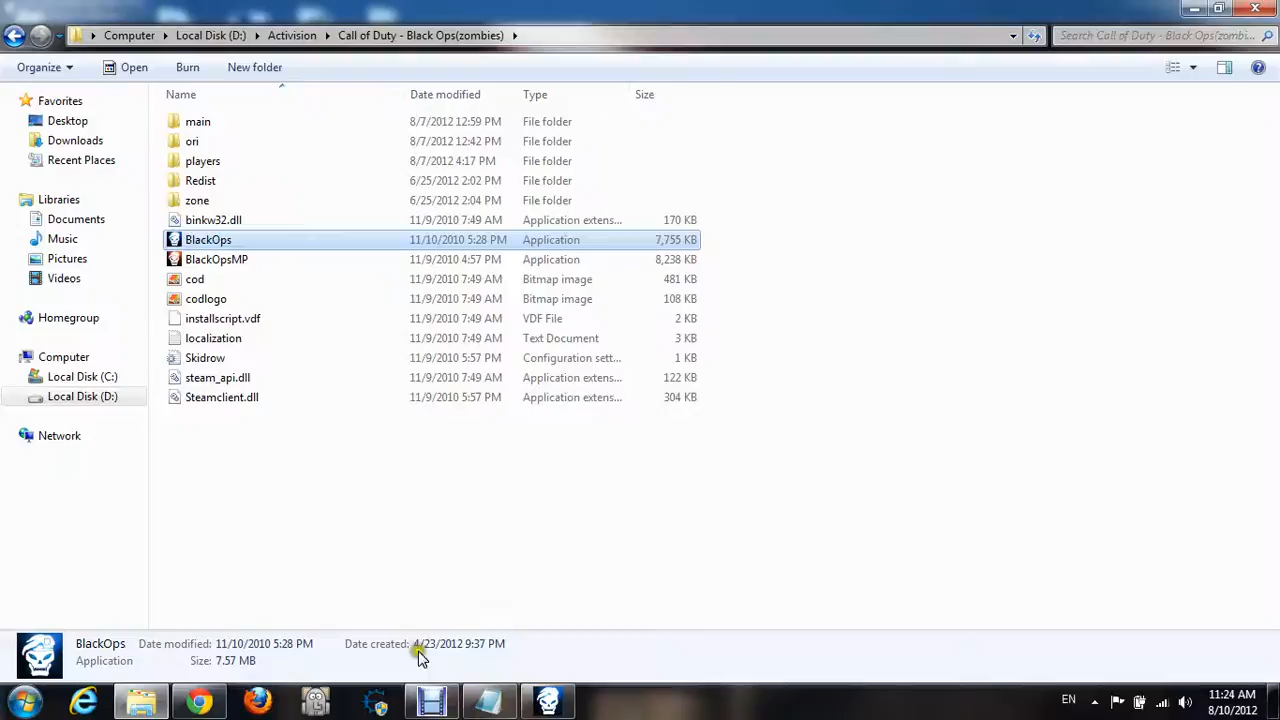 Computer Local Disk (D:) Activision Call of Duty - Black Ops(zombies) Search Call of Duty - Black Ops(zombi...
Organize Open Burn New folder
Name Date modified Type Size
Favorites
Desktop
Downloads
Recent Places
Libraries
Documents
Music
Pictures
Videos
Homegroup
Computer
Local Disk (C:)
Local Disk (D:)
Network
main 8/7/2012 12:59 PM File folder
ori 8/7/2012 12:42 PM File folder
players 8/7/2012 4:17 PM File folder
Redist 6/25/2012 2:02 PM File folder
zone 6/25/2012 2:04 PM File folder
binkw32.dll 11/9/2010 7:49 AM Application extens... 170 KB
BlackOps 11/10/2010 5:28 PM Application 7,755 KB
BlackOpsMP 11/9/2010 4:57 PM Application 8,238 KB
cod 11/9/2010 7:49 AM Bitmap image 481 KB
codlogo 11/9/2010 7:49 AM Bitmap image 108 KB
installscript.vdf 11/9/2010 7:49 AM VDF File 2 KB
localization 11/9/2010 7:49 AM Text Document 3 KB
Skidrow 11/9/2010 5:57 PM Configuration sett... 1 KB
steam_api.dll 11/9/2010 7:49 AM Application extens... 122 KB
Steamclient.dll 11/9/2010 5:57 PM Application extens... 304 KB
BlackOps Date modified: 11/10/2010 5:28 PM Date created: 4/23/2012 9:37 PM
Application Size: 7.57 MB
EN 11:24 AM
8/10/2012